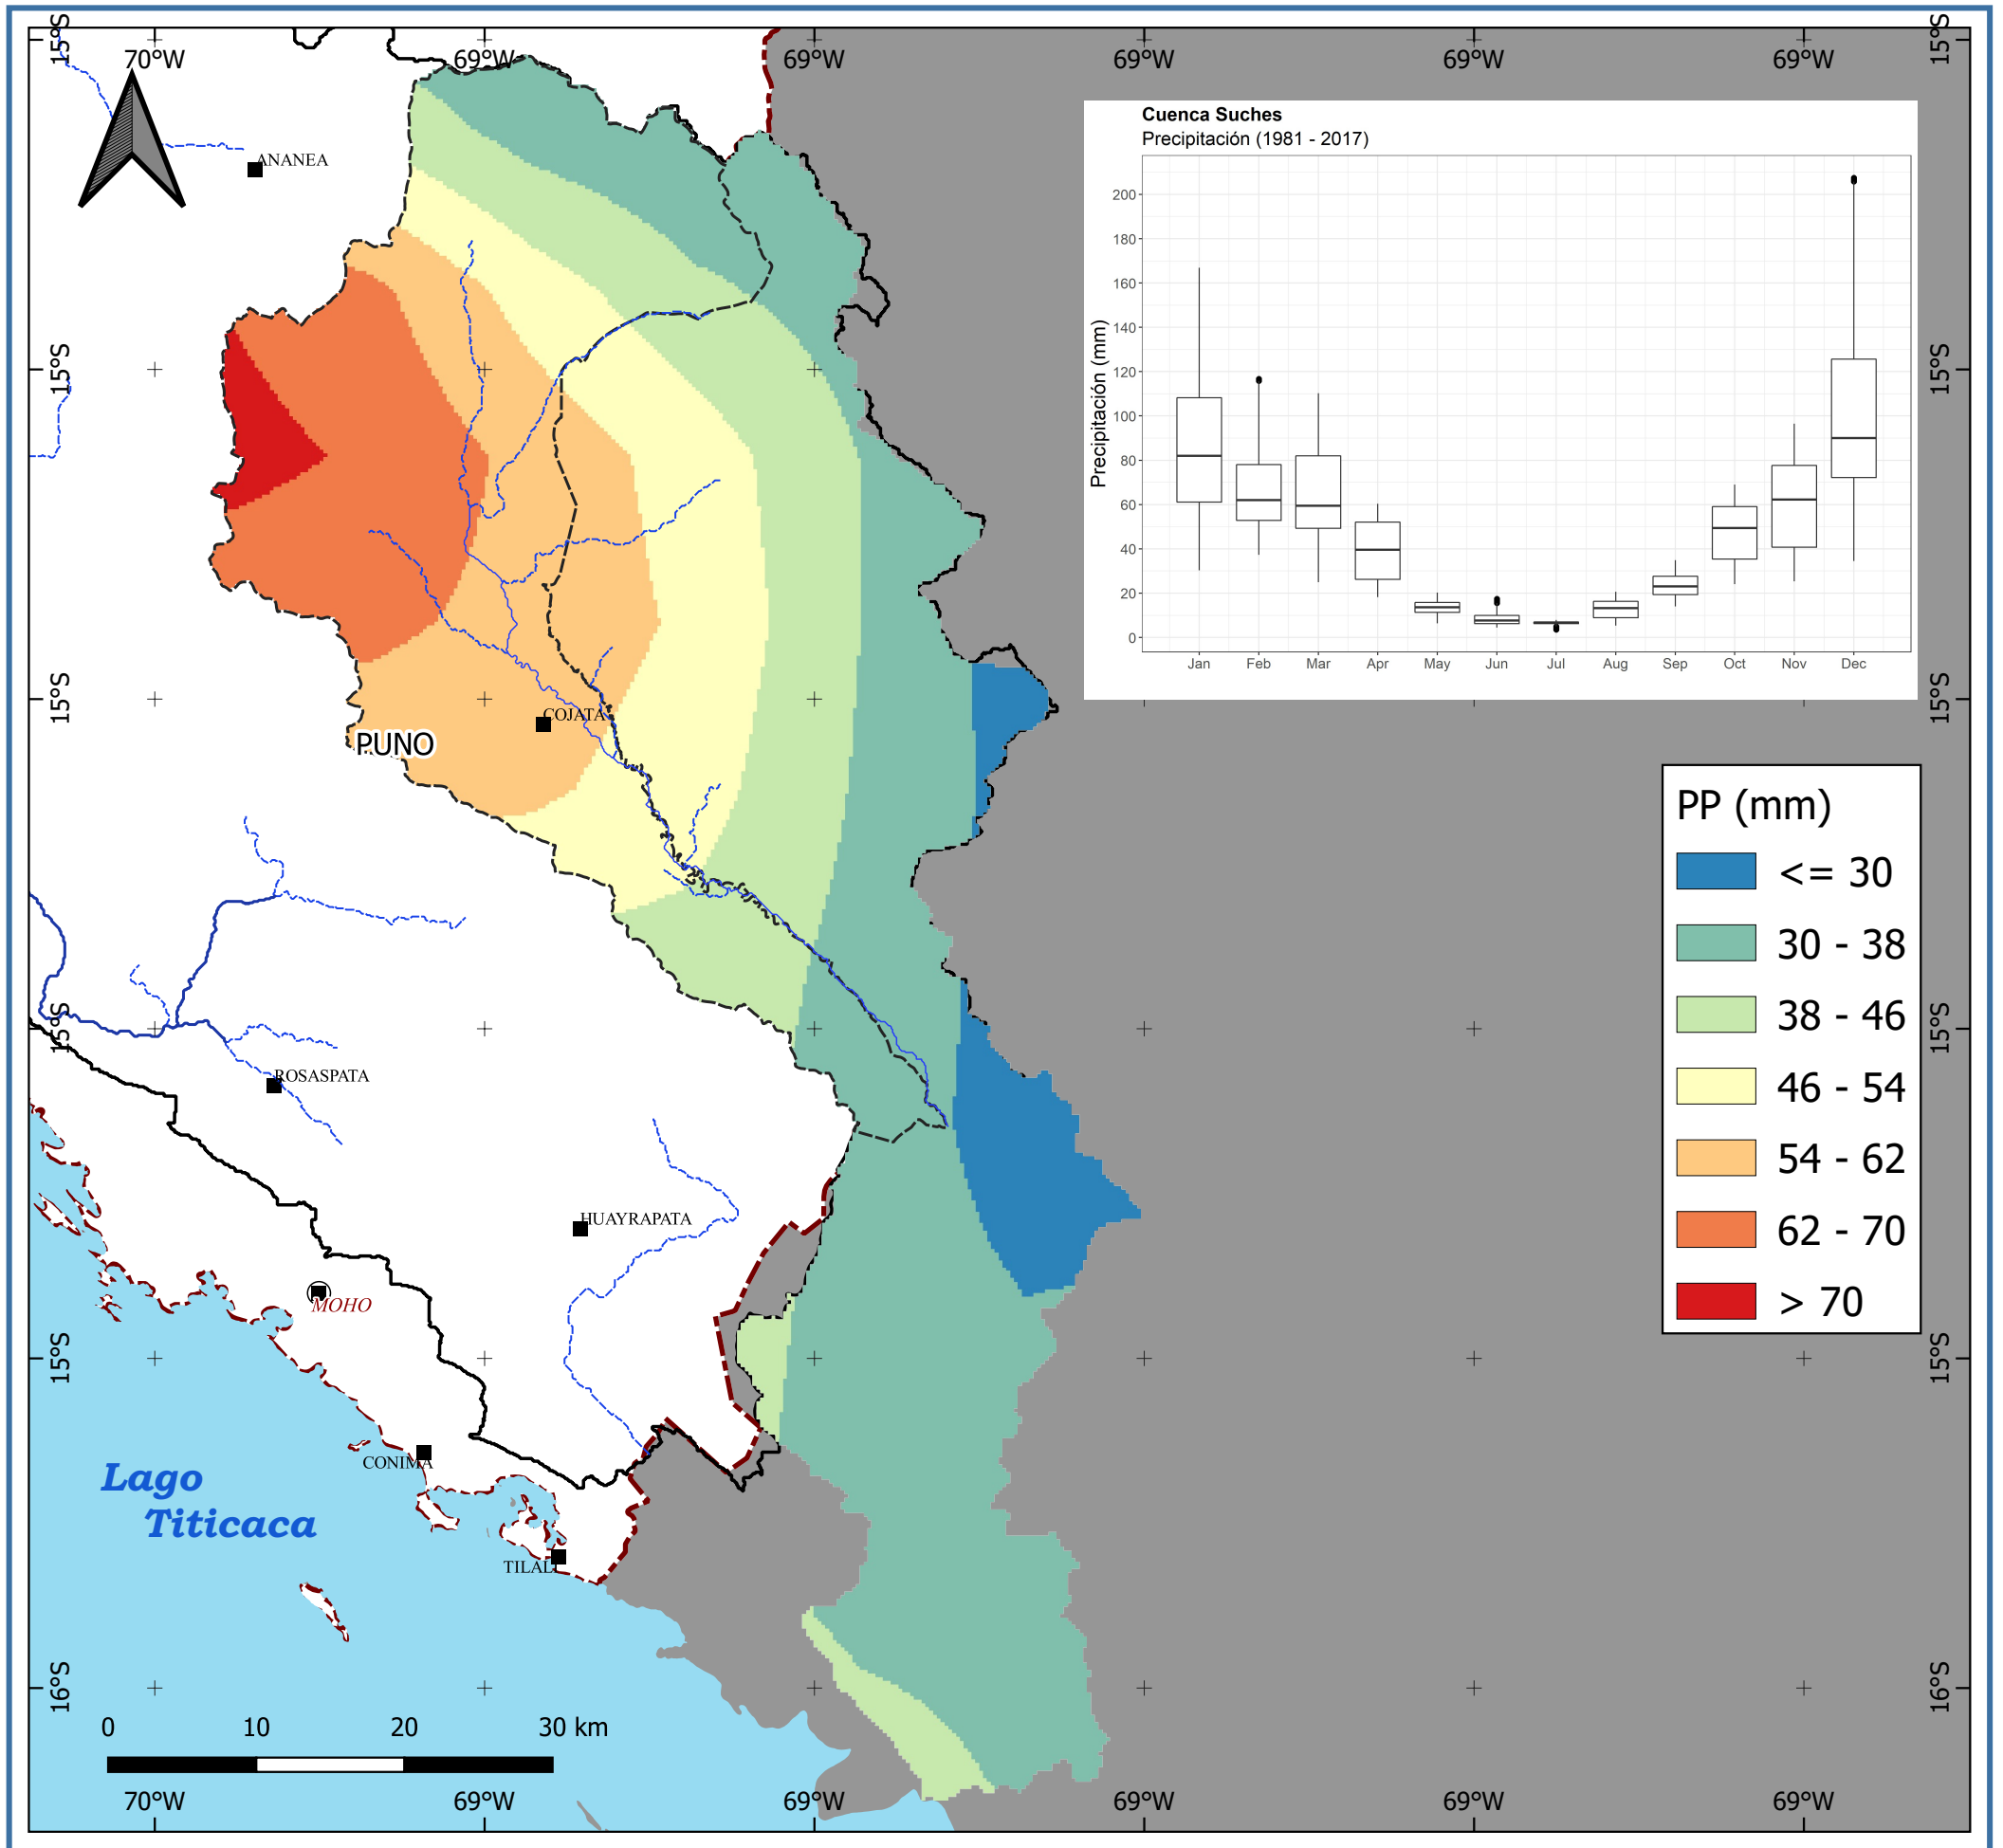 70°W 69°W 69°W 69°W 69°W 69°W
15°S 15°S
ANANEA
Cuenca Suches
Precipitación (1981 - 2017)
Precipitación (mm)
200
180
160
140
120
100
80
60
40
20
0
Jan Feb Mar Apr May Jun Jul Aug Sep Oct Nov Dec
15°S 15°S
15°S 15°S
COJATA
PUNO
PP (mm)
<= 30
30 - 38
38 - 46
46 - 54
54 - 62
62 - 70
> 70
15°S 15°S
ROSASPATA
HUAYRAPATA
MOHO
15°S 15°S
CONIMA
Lago
Titicaca
TILALI
16°S 16°S
0 10 20 30 km
70°W 69°W 69°W 69°W 69°W 69°W